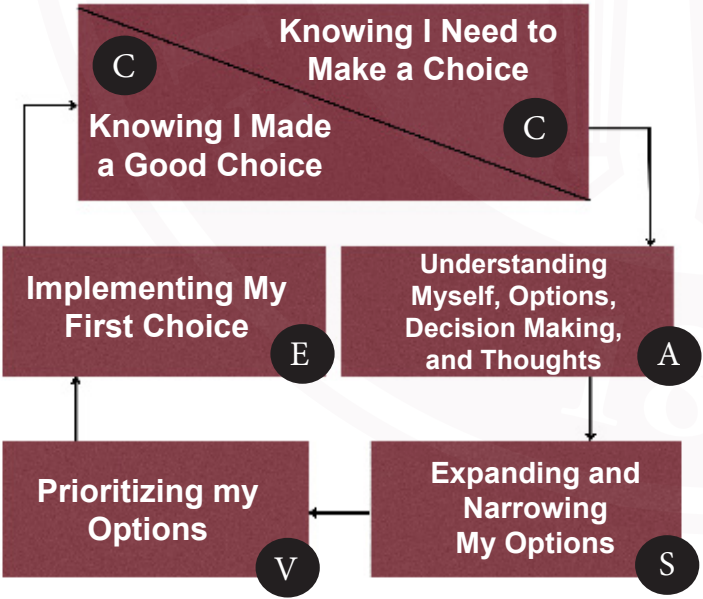 Knowing I Need to
Make a Choice
C
C
Knowing I Made
a Good Choice
Implementing My
First Choice
E
Understanding
Myself, Options,
Decision Making,
and Thoughts
A
Prioritizing my
Options
V
Expanding and
Narrowing
My Options
S